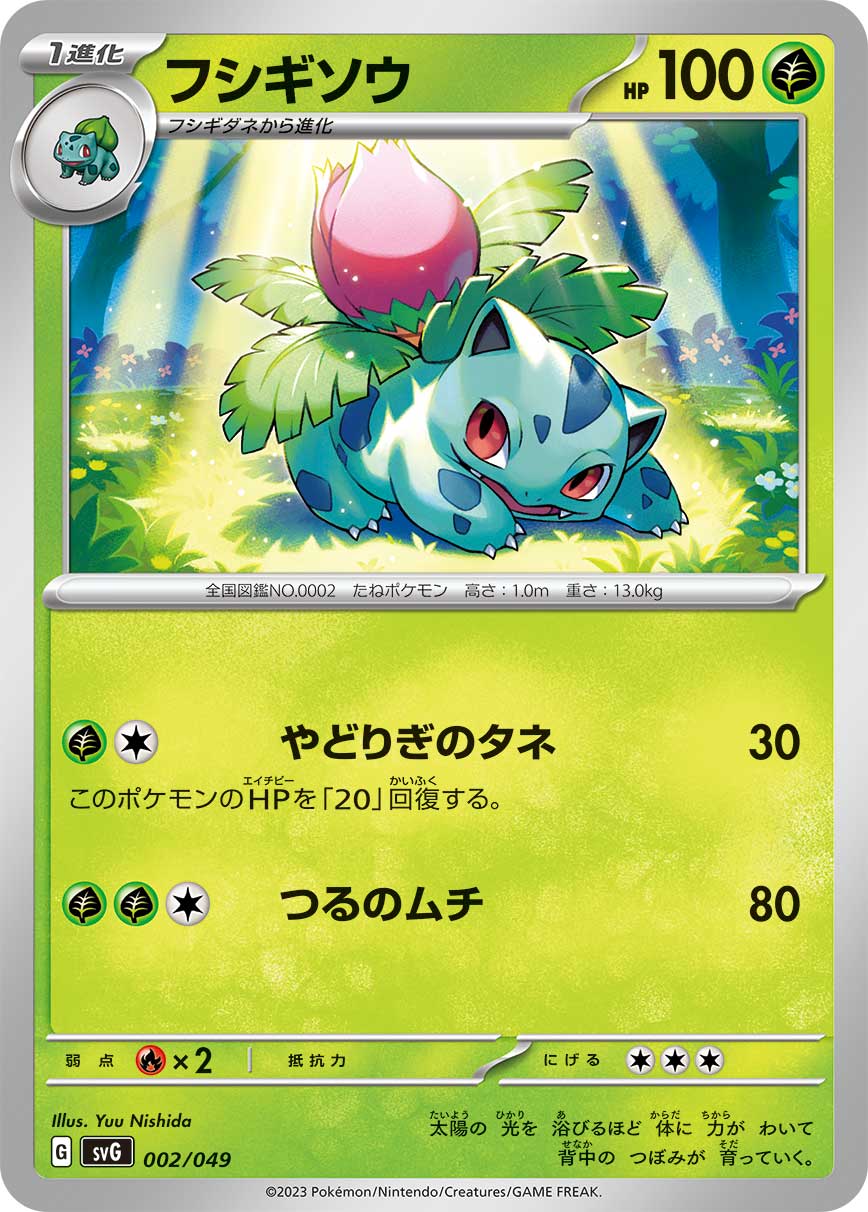 1進化
フシギソウ
HP 100
フシギダネから進化
全国図鑑NO.0002 たねポケモン 高さ：1.0m 重さ：13.0kg
やどりぎのタネ 30
エイチピー かいふく
このポケモンのHPを「20」回復する。
つるのムチ 80
弱点 ×2 抵抗力 にげる
Illus. Yuu Nishida
たいよう ひかり あ からだ ちから
太陽の 光を 浴びるほど 体に 力が わいて
せなか そだ
背中の つぼみが 育っていく。
G svG 002/049
©2023 Pokémon/Nintendo/Creatures/GAME FREAK.